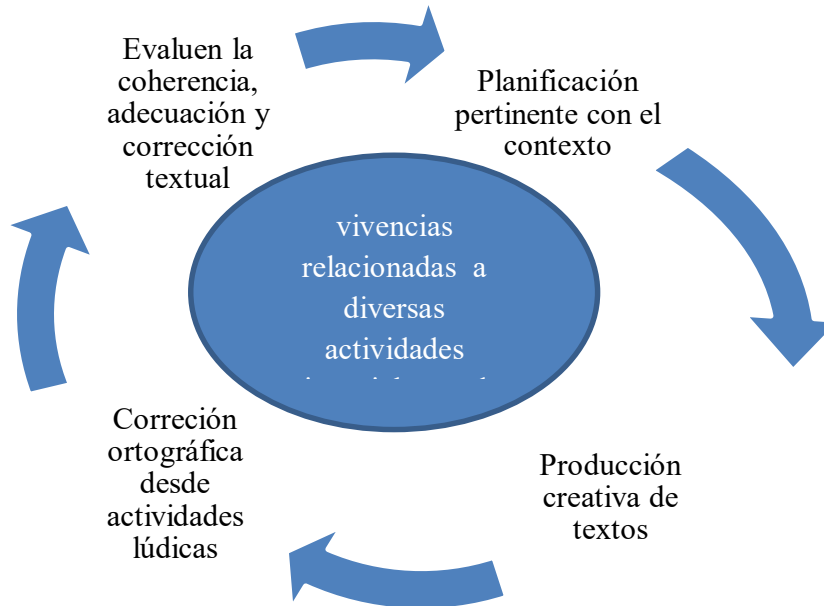 Evaluen la
coherencia,
adecuación y
corrección
textual
Planificación
pertinente con el
contexto
vivencias
relacionadas a
diversas
actividades
Producción
creativa de
textos
Correción
ortográfica
desde
actividades
lúdicas